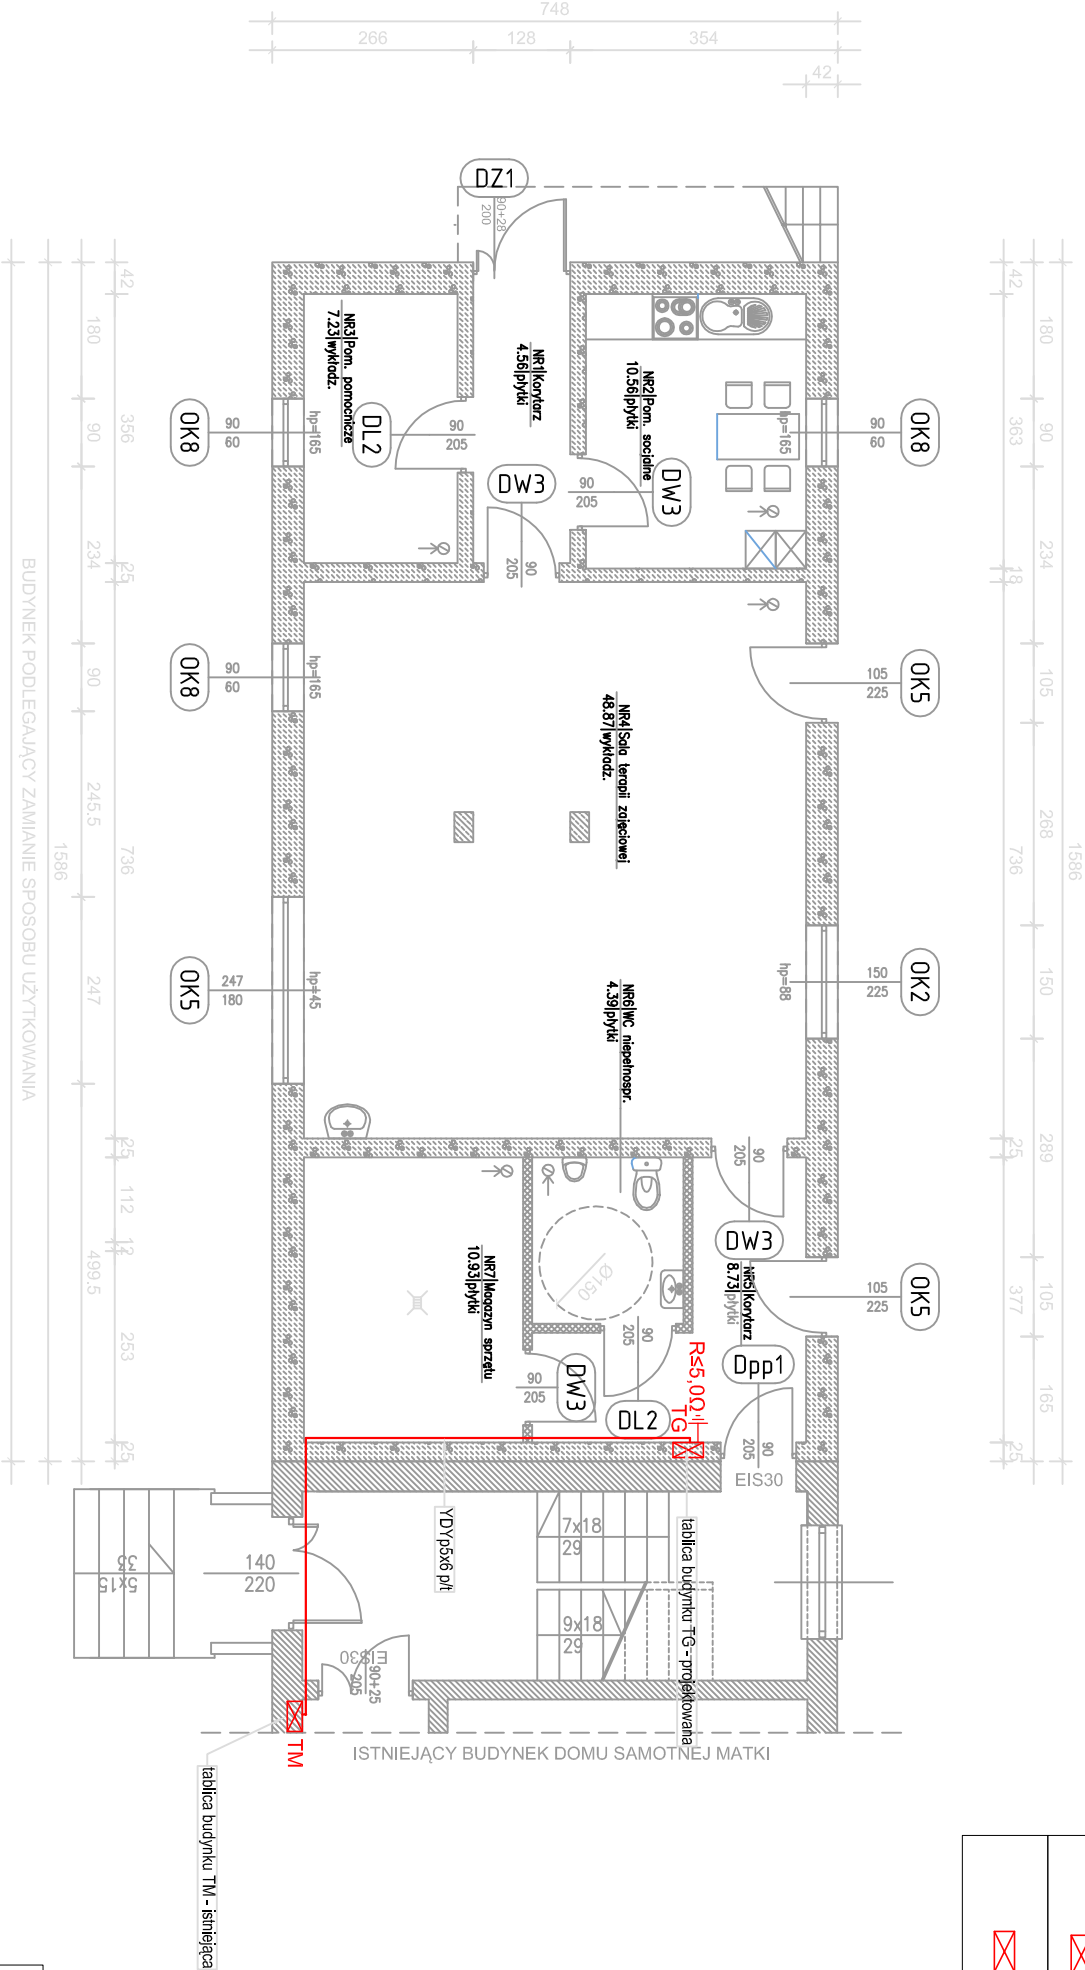 748
266
128
354
42
DZ1
90+28
200
42
180
90
356
234
25
90
245.5
736
1586
247
25
112
12
499.5
253
25
BUDYNEK PODLEGAJĄCY ZAMIANIE SPOSOBU UŻYTKOWANIA
42
180
90
363
234
18
105
268
736
1586
150
289
25
105
377
165
25
NR3|Pom. pomocnicze
7.23|wykładz.
NR1|Korytarz
4.56|płytki
NR2|Pom. socjalne
10.56|płytki
OK8
90
60
hp=165
DL2
90
205
DW3
90
205
DW3
90
205
hp=165
90
60
OK8
OK8
90
60
hp=165
105
225
OK5
NR4|Sala terapii zajęciowej
48.87|wykładz.
OK5
247
180
hp=45
hp=88
150
225
OK2
NR6|WC niepełnospr.
4.39|płytki
90
205
DW3
NR5|Korytarz
8.73|płytki
105
225
OK5
Ø150
NR7|Magazyn sprzętu
10.93|płytki
90
205
DW3
90
205
DL2
R≤5,0Ω
TG
Dpp1
90
205
EIS30
YDYp5x6 p/t
tablica budynku TG - projektowana
7x18
29
9x18
29
5x15
33
140
220
EIS30
90+25
205
TM
ISTNIEJĄCY BUDYNEK DOMU SAMOTNEJ MATKI
tablica budynku TM - istniejąca